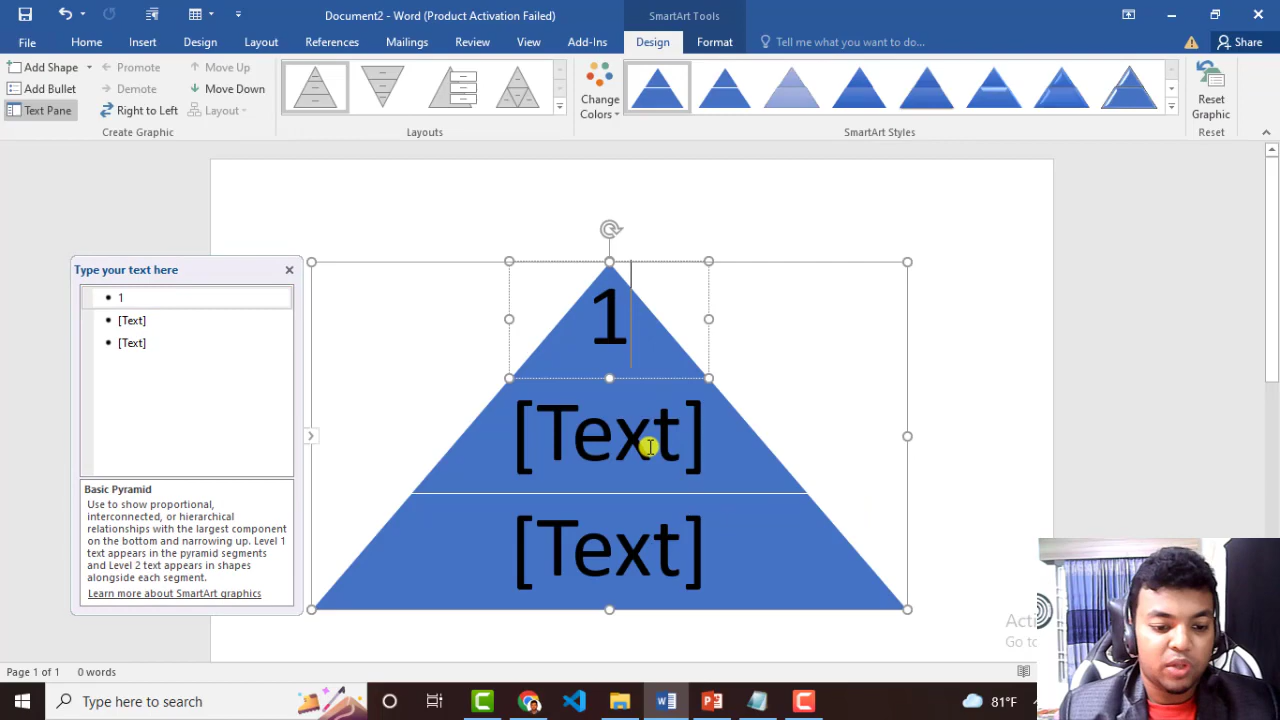 Document2 - Word (Product Activation Failed)
SmartArt Tools
File
Home
Insert
Design
Layout
References
Mailings
Review
View
Add-Ins
Design
Format
Tell me what you want to do...
Share
Add Shape
Promote
Move Up
Add Bullet
Demote
Move Down
Text Pane
Right to Left
Layout
Create Graphic
Layouts
Change
Colors
SmartArt Styles
Reset
Graphic
Reset
Type your text here
1
[Text]
[Text]
Basic Pyramid
Use to show proportional,
interconnected, or hierarchical
relationships with the largest component
on the bottom and narrowing up. Level 1
text appears in the pyramid segments
and Level 2 text appears in shapes
alongside each segment.
Learn more about SmartArt graphics
1
[Text]
[Text]
Go to
Page 1 of 1
0 words
Type here to search
81°F